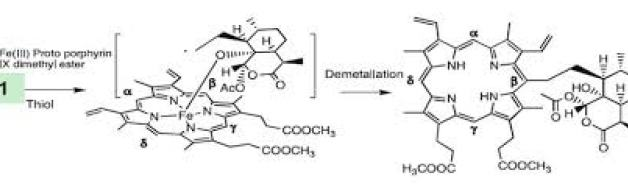 Fe(III) Proto porphyrin
IX dimethyl ester
1
Thiol
α
β
γ
δ
H
H
H
O
O
O
AcO
Fe
N
N
N
N
COOCH3
COOCH3
Demetallation
α
β
γ
δ
NH
N
N
HN
H
HO
H
O
O
H
O
O
H3COOC
COOCH3